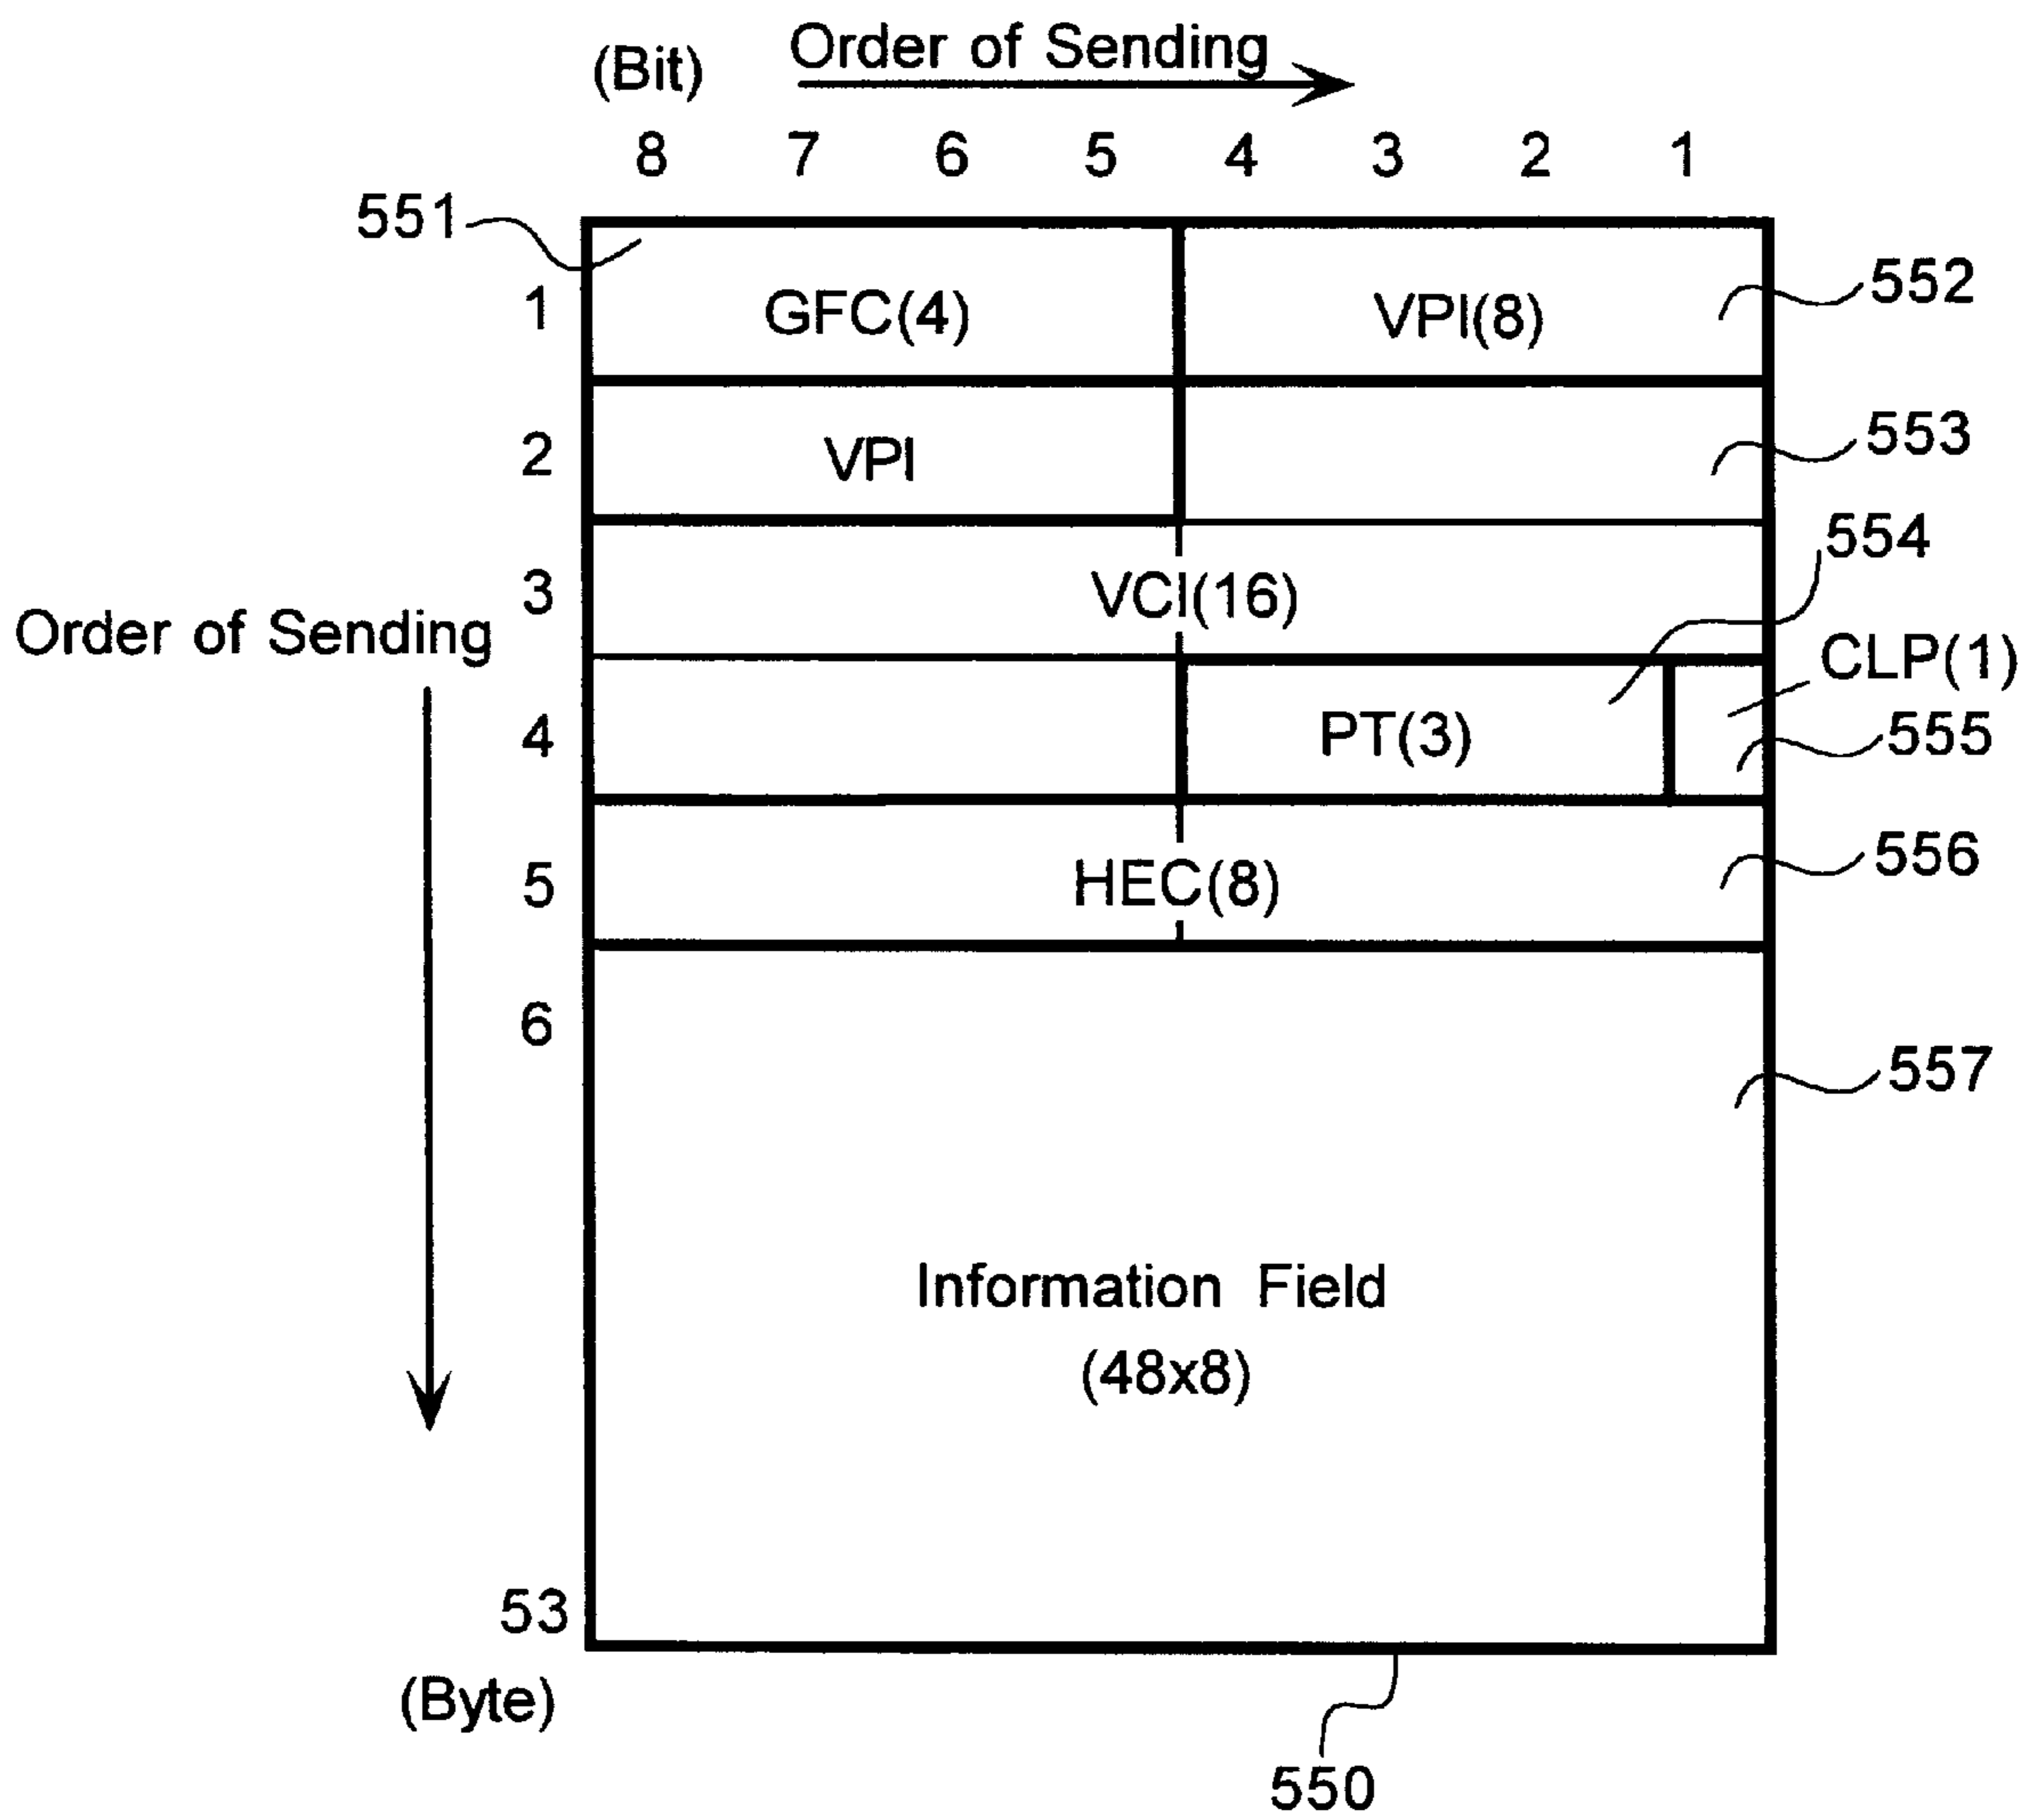 Order of Sending
(Bit)
8 7 6 5 4 3 2 1
551
1 GFC(4) VPI(8) 552
2 VPI 553
554
3 VCI(16)
Order of Sending
CLP(1)
4 PT(3) 555
5 HEC(8) 556
6
557
Information Field
(48x8)
53
(Byte)
550